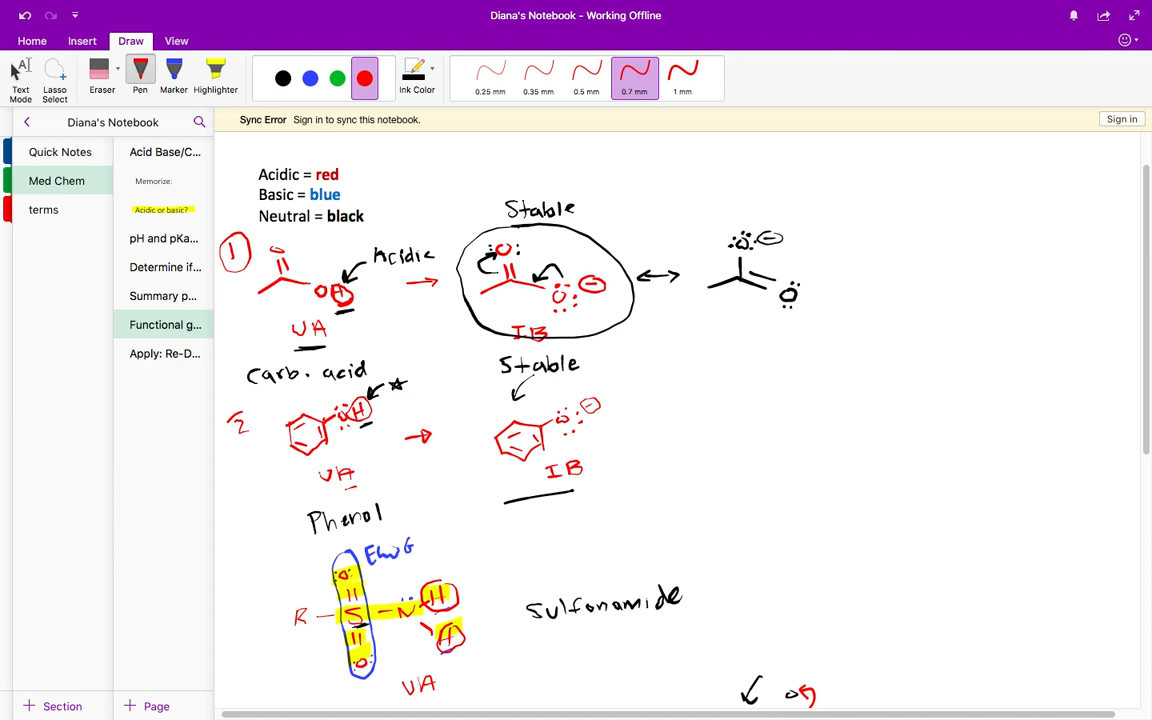 Diana's Notebook - Working Offline
Home Insert Draw View
Text Mode
Lasso Select
Eraser
Pen
Marker
Highlighter
Ink Color
0.25 mm
0.35 mm
0.5 mm
0.7 mm
1 mm
Diana's Notebook
Sync Error Sign in to sync this notebook.
Sign in
Quick Notes
Med Chem
terms
Acid Base/C...
Memorize:
Acidic or basic?
pH and pKa...
Determine if...
Summary p...
Functional g...
Apply: Re-D...
+ Section
+ Page
Acidic = red
Basic = blue
Neutral = black
Stable
1
O
OH
Acidic
UA
O
O
IB
O
O
Carb. acid
Stable
2
OH
UA
O
IB
Phenol
EWG
O
R - S - N H
H
O
UA
Sulfonamide